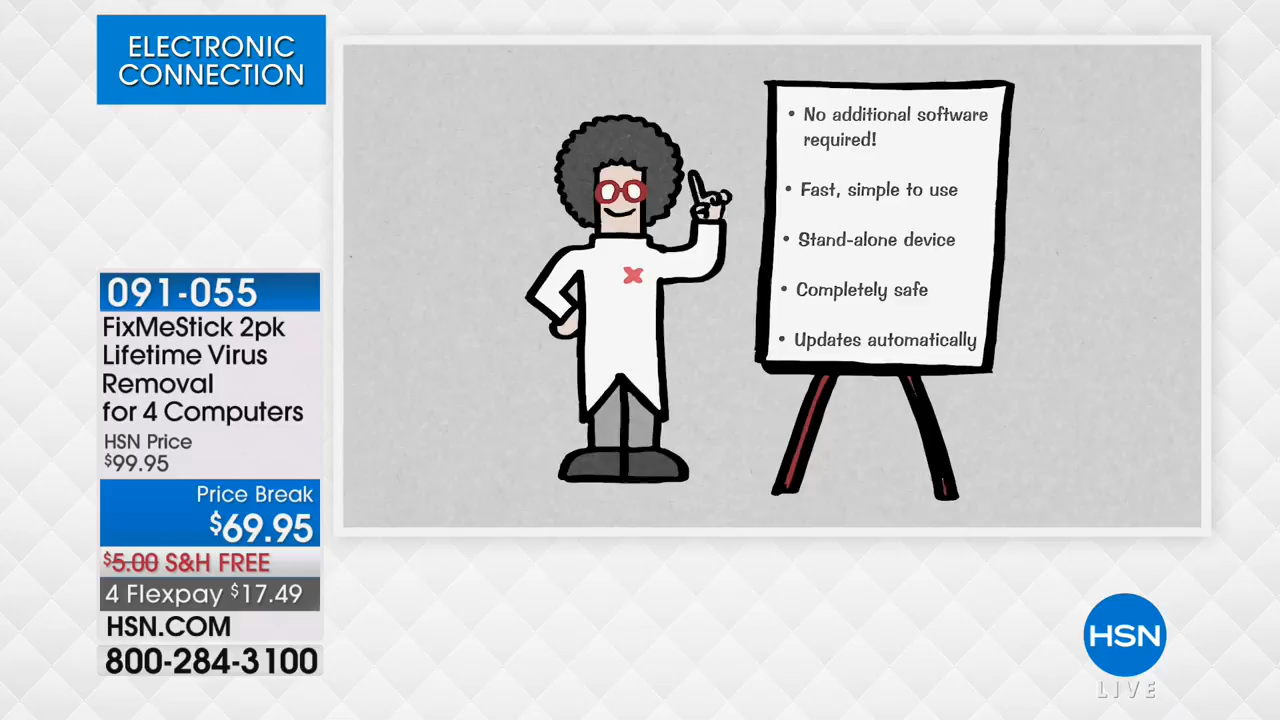 ELECTRONIC
CONNECTION
• No additional software
required!
• Fast, simple to use
• Stand-alone device
• Completely safe
• Updates automatically
091-055
FixMeStick 2pk
Lifetime Virus
Removal
for 4 Computers
HSN Price
$99.95
Price Break
$69.95
$5.00 S&H FREE
4 Flexpay $17.49
HSN.COM
800-284-3100
HSN
LIVE